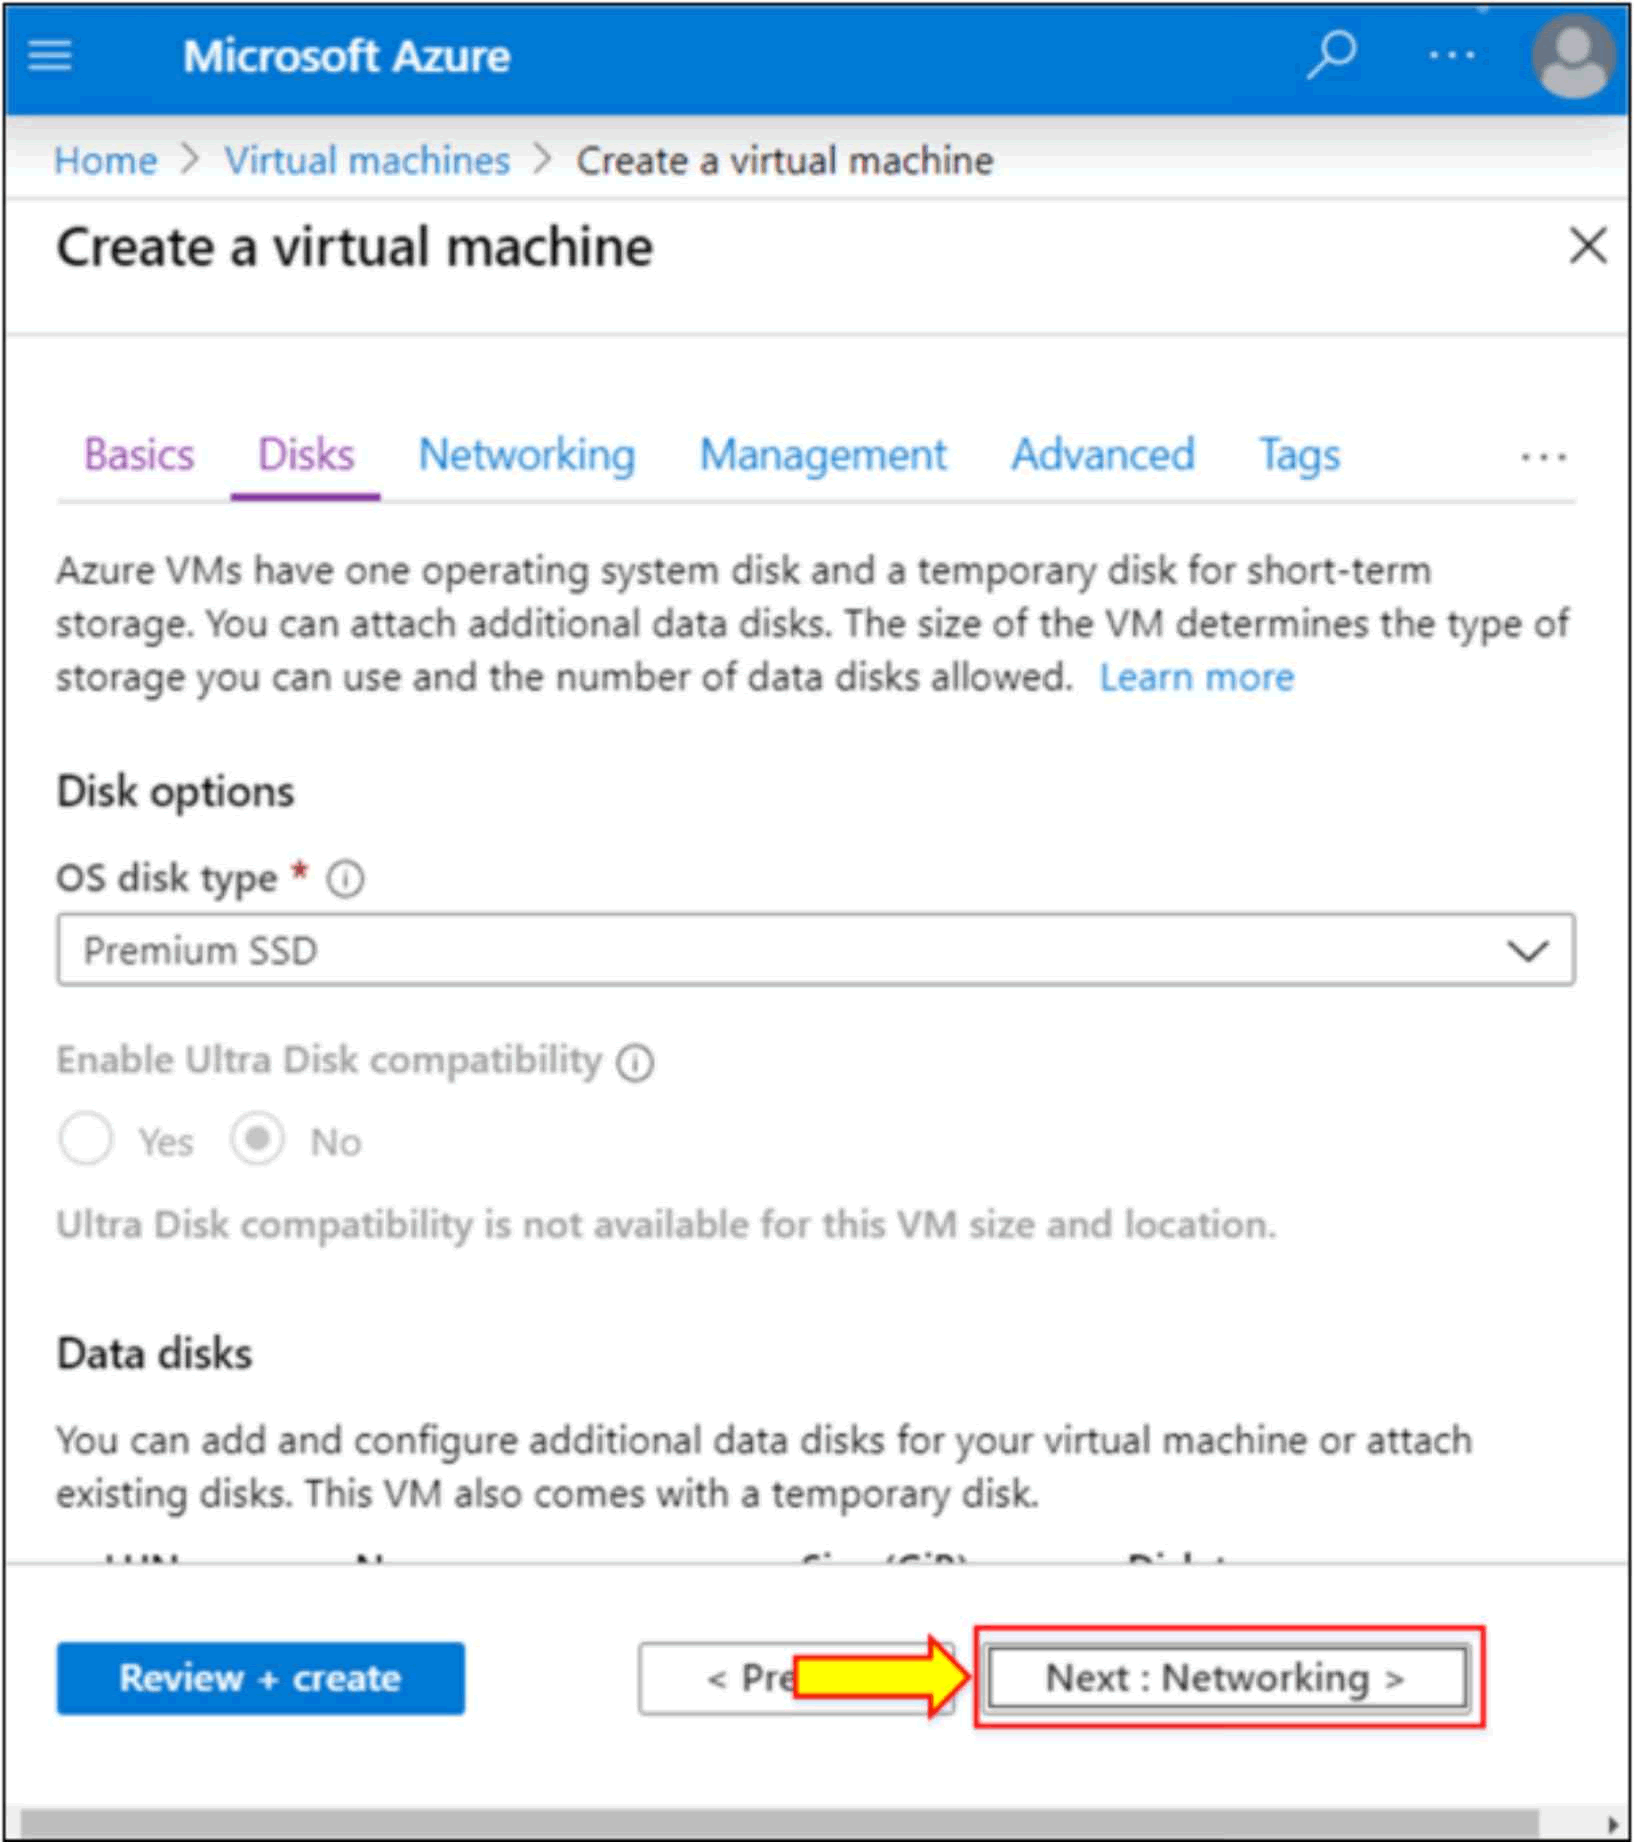 Microsoft Azure
Home > Virtual machines > Create a virtual machine
Create a virtual machine
Basics Disks Networking Management Advanced Tags ...
Azure VMs have one operating system disk and a temporary disk for short-term
storage. You can attach additional data disks. The size of the VM determines the type of
storage you can use and the number of data disks allowed. Learn more
Disk options
OS disk type *
Premium SSD
Enable Ultra Disk compatibility
Yes No
Ultra Disk compatibility is not available for this VM size and location.
Data disks
You can add and configure additional data disks for your virtual machine or attach
existing disks. This VM also comes with a temporary disk.
Review + create < Pre Next : Networking >